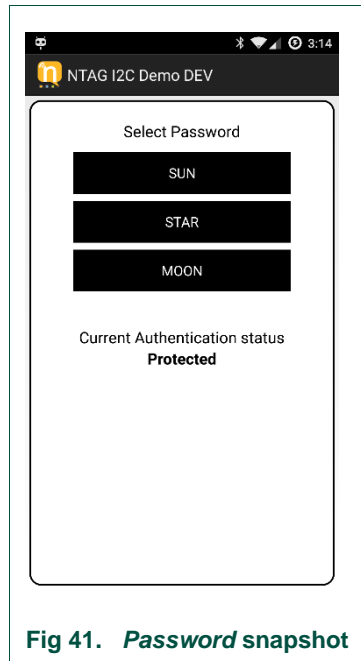 3:14
NTAG I2C Demo DEV
Select Password
SUN
STAR
MOON
Current Authentication status
Protected
Fig 41. Password snapshot